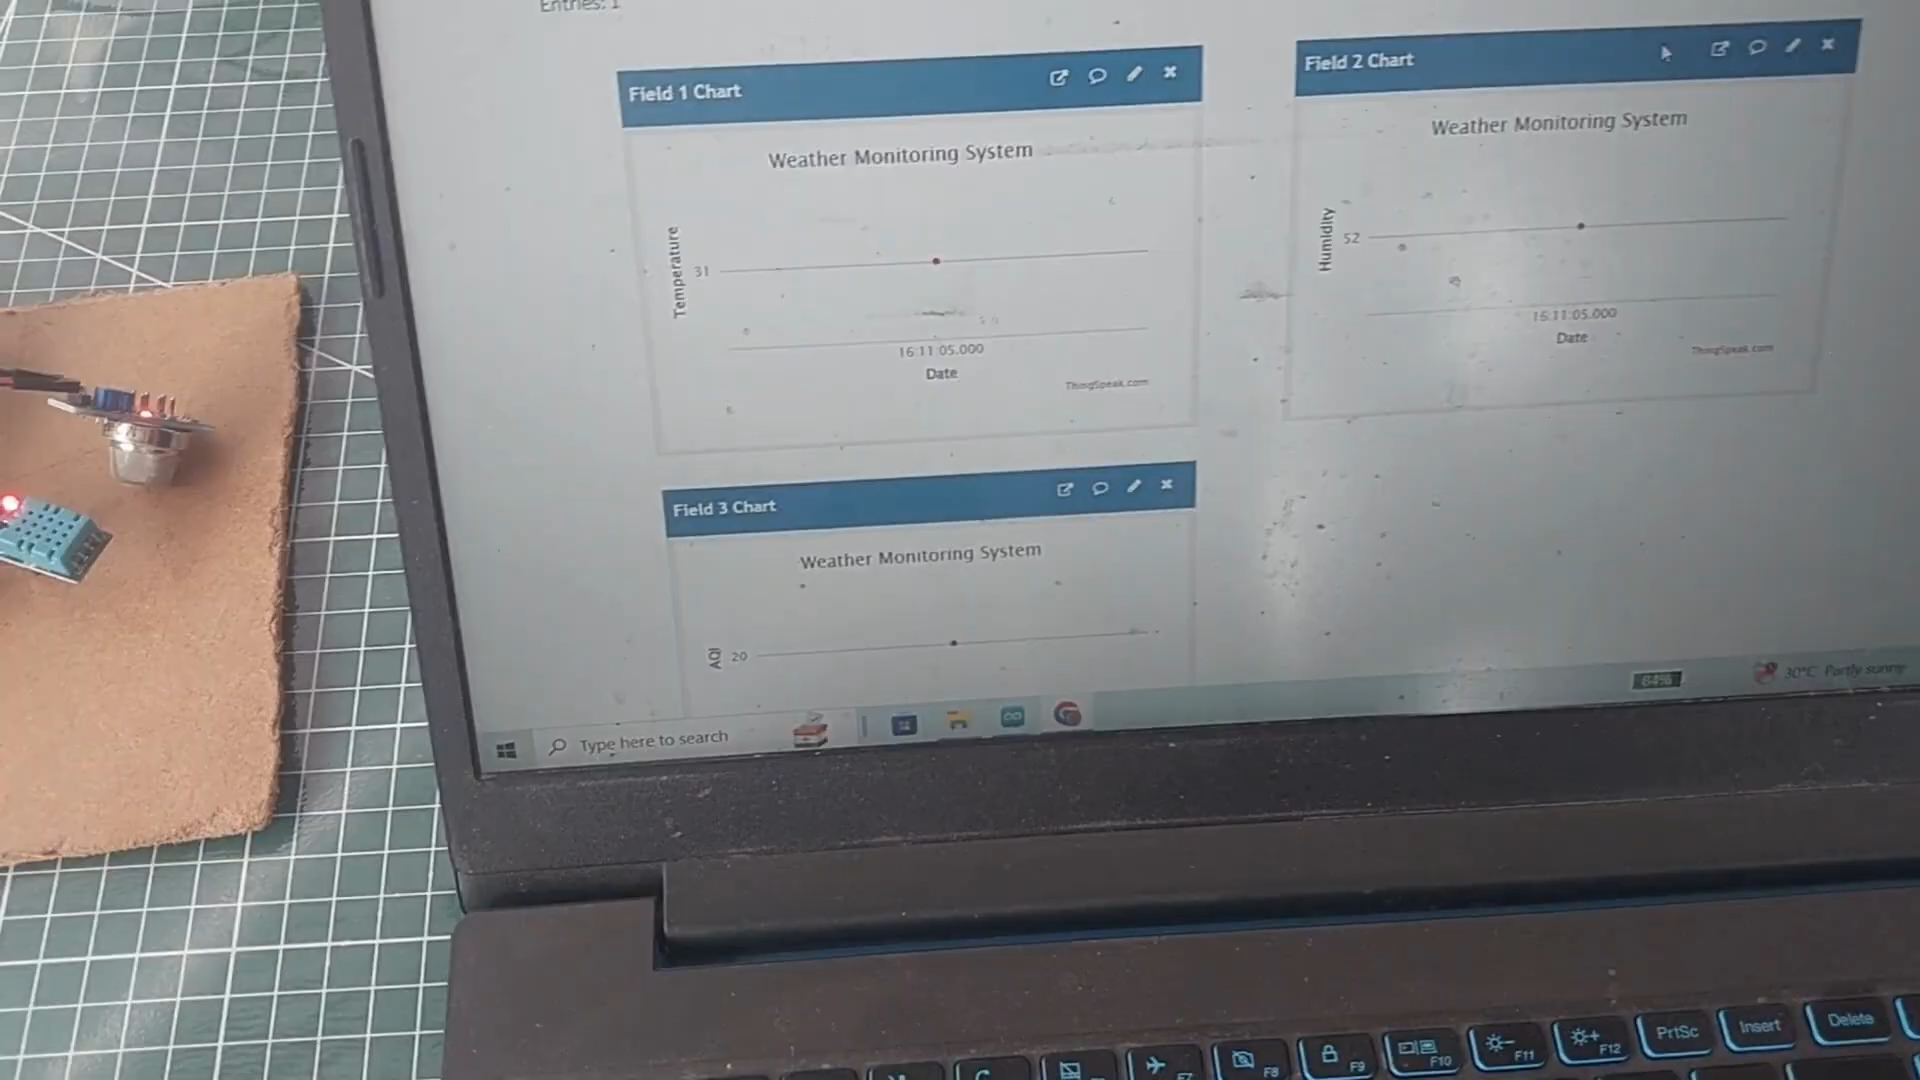 Entries: 1
Field 1 Chart
Weather Monitoring System
Temperature
31
16:11:05.000
Date
ThingSpeak.com
Field 2 Chart
Weather Monitoring System
Humidity
52
16:11:05.000
Date
ThingSpeak.com
Field 3 Chart
Weather Monitoring System
AQI
20
84%
30°C Partly sunny
Type here to search
F7
F8
F9
F10
F11
F12
PrtSc
Insert
Delete